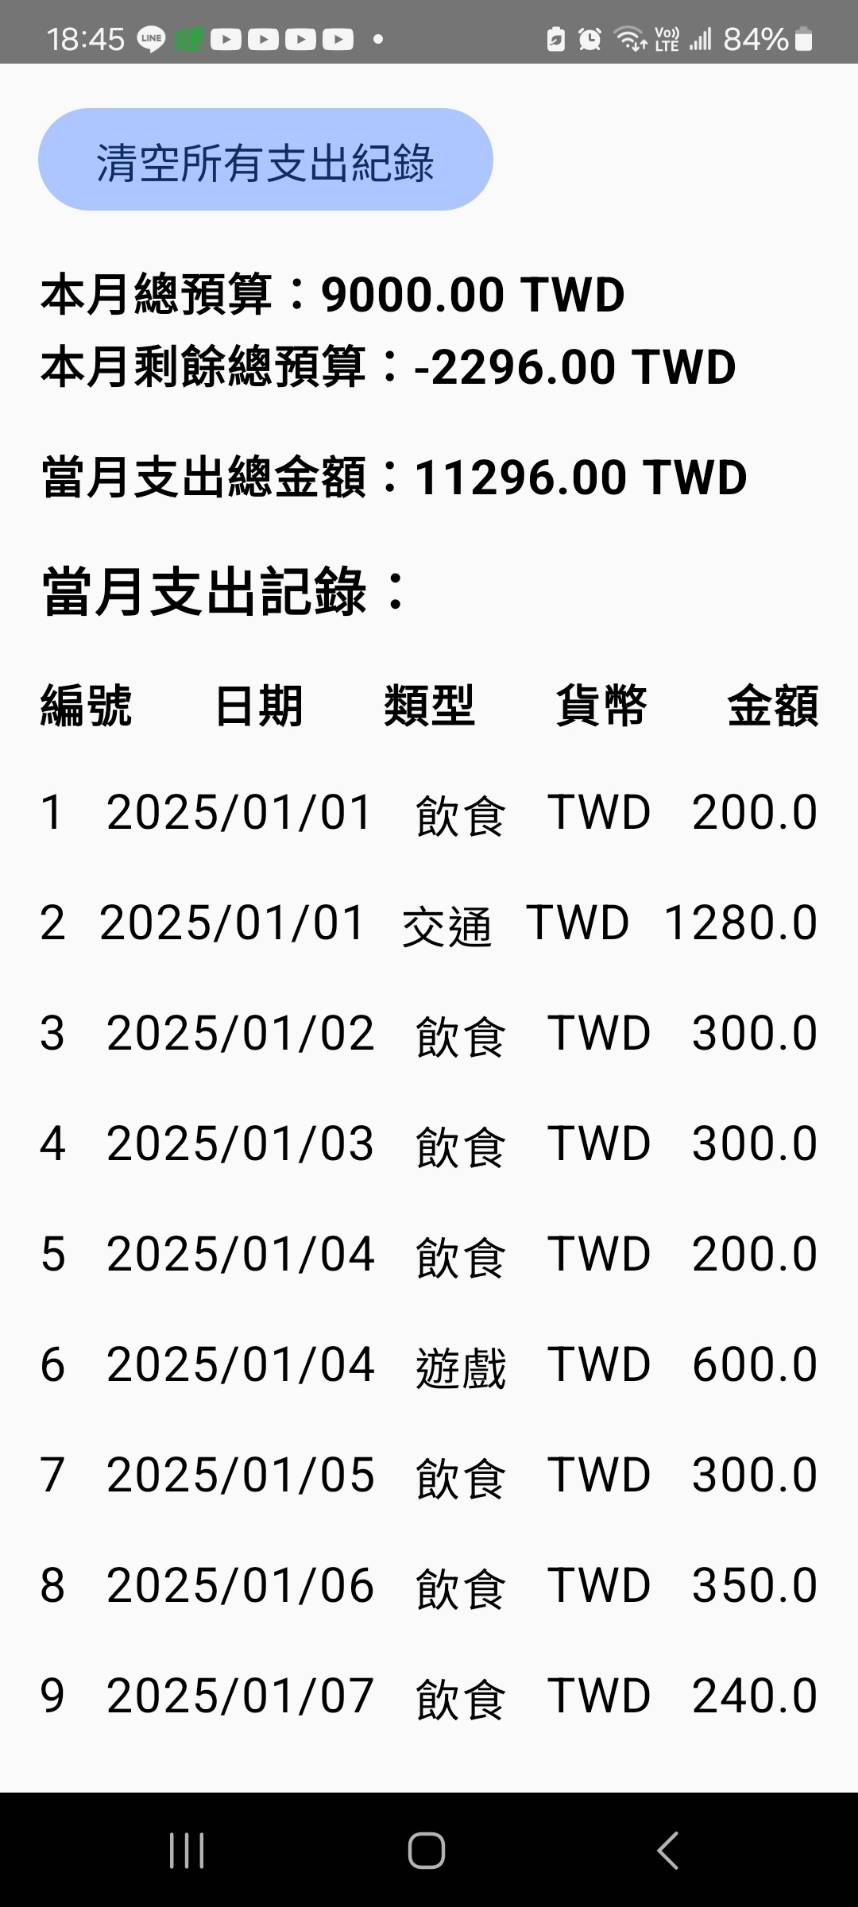 18:45 LINE Vo)) LTE 84%
清空所有支出紀錄
本月總預算：9000.00 TWD
本月剩餘總預算：-2296.00 TWD
當月支出總金額：11296.00 TWD
當月支出記錄：
編號 日期 類型 貨幣 金額
1 2025/01/01 飲食 TWD 200.0
2 2025/01/01 交通 TWD 1280.0
3 2025/01/02 飲食 TWD 300.0
4 2025/01/03 飲食 TWD 300.0
5 2025/01/04 飲食 TWD 200.0
6 2025/01/04 遊戲 TWD 600.0
7 2025/01/05 飲食 TWD 300.0
8 2025/01/06 飲食 TWD 350.0
9 2025/01/07 飲食 TWD 240.0